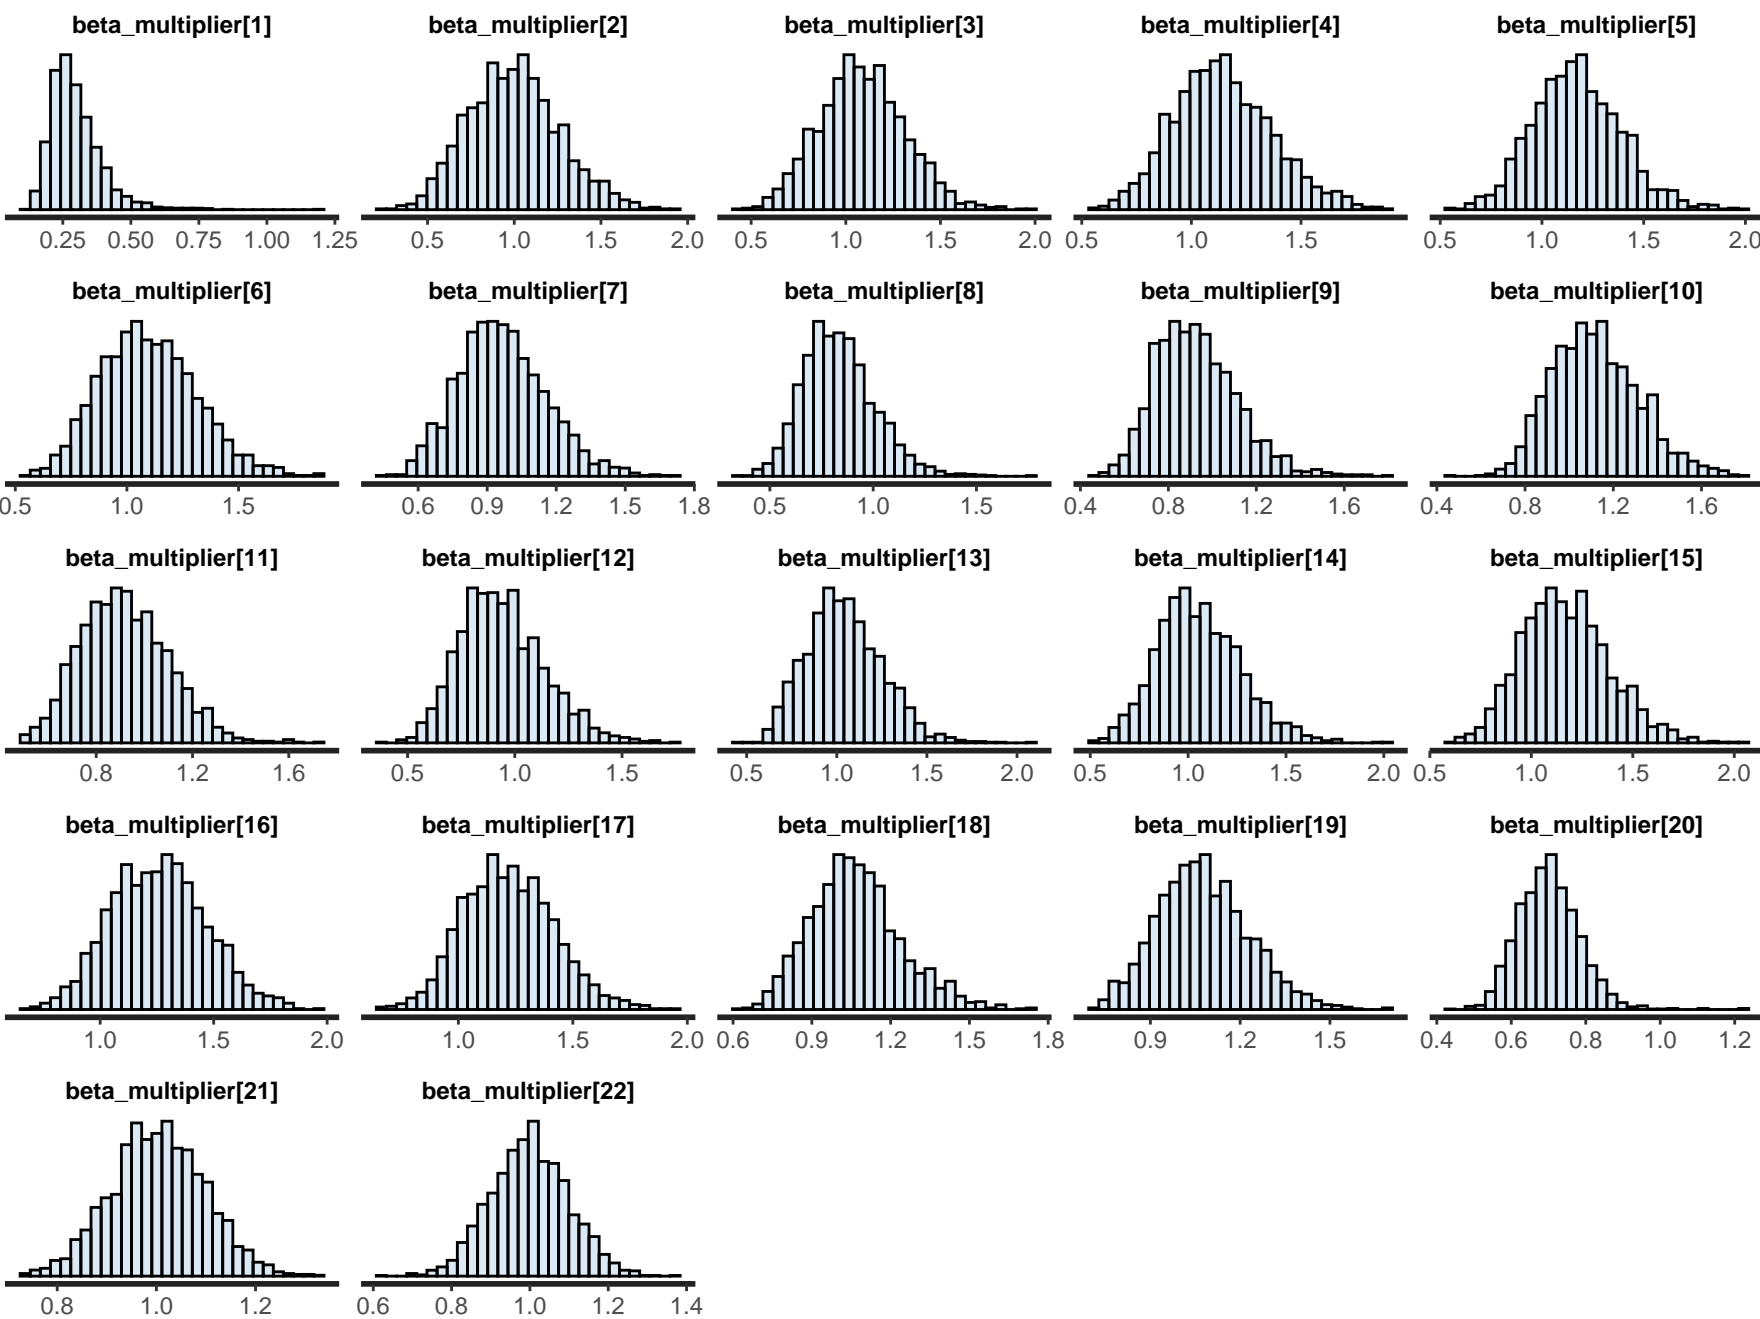 beta_multiplier[1] beta_multiplier[2] beta_multiplier[3] beta_multiplier[4] beta_multiplier[5]
0.25 0.50 0.75 1.00 1.25 0.5 1.0 1.5 2.0 0.5 1.0 1.5 2.0 0.5 1.0 1.5 0.5 1.0 1.5 2.0
beta_multiplier[6] beta_multiplier[7] beta_multiplier[8] beta_multiplier[9] beta_multiplier[10]
0.5 1.0 1.5 0.6 0.9 1.2 1.5 1.8 0.5 1.0 1.5 0.4 0.8 1.2 1.6 0.4 0.8 1.2 1.6
beta_multiplier[11] beta_multiplier[12] beta_multiplier[13] beta_multiplier[14] beta_multiplier[15]
0.8 1.2 1.6 0.5 1.0 1.5 0.5 1.0 1.5 2.0 0.5 1.0 1.5 2.0 0.5 1.0 1.5 2.0
beta_multiplier[16] beta_multiplier[17] beta_multiplier[18] beta_multiplier[19] beta_multiplier[20]
1.0 1.5 2.0 1.0 1.5 2.0 0.6 0.9 1.2 1.5 1.8 0.9 1.2 1.5 0.4 0.6 0.8 1.0 1.2
beta_multiplier[21] beta_multiplier[22]
0.8 1.0 1.2 0.6 0.8 1.0 1.2 1.4